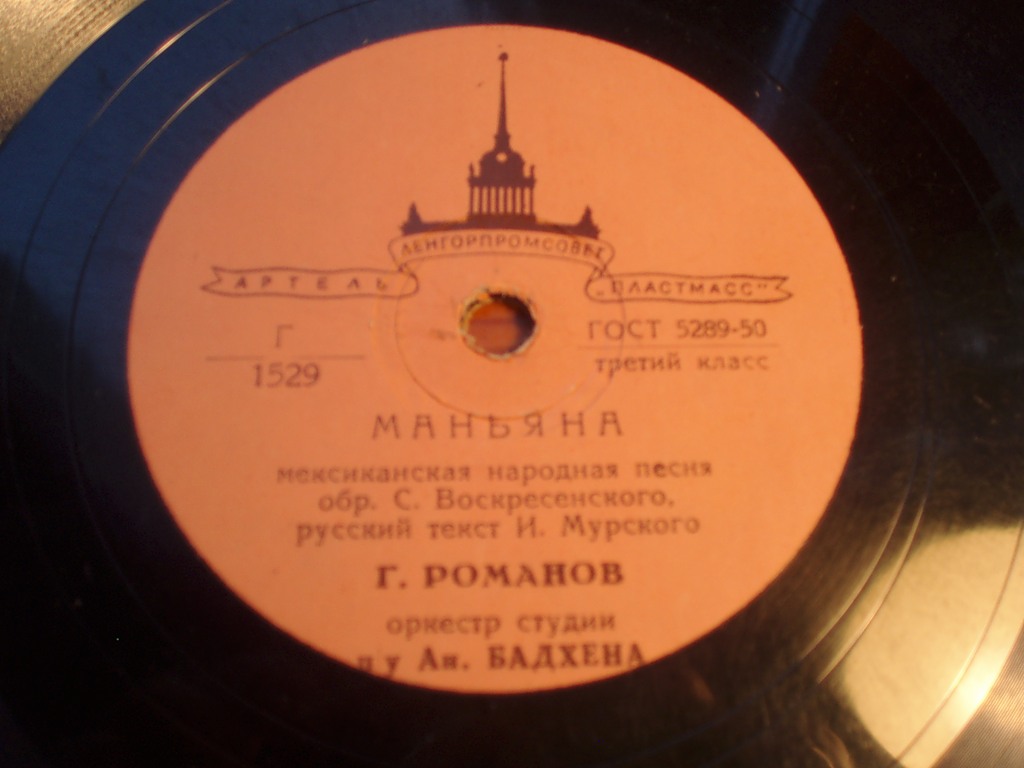 ЛЕНГОРПРОМСОВЕТ
АРТЕЛЬ „ПЛАСТМАСС"
Г
1529
ГОСТ 5289-50
третий класс
МАНЬЯНА
мексиканская народная песня
обр. С. Воскресенского,
русский текст И. Мурского
Г. РОМАНОВ
оркестр студии
п у Ан. БАДХЕНА